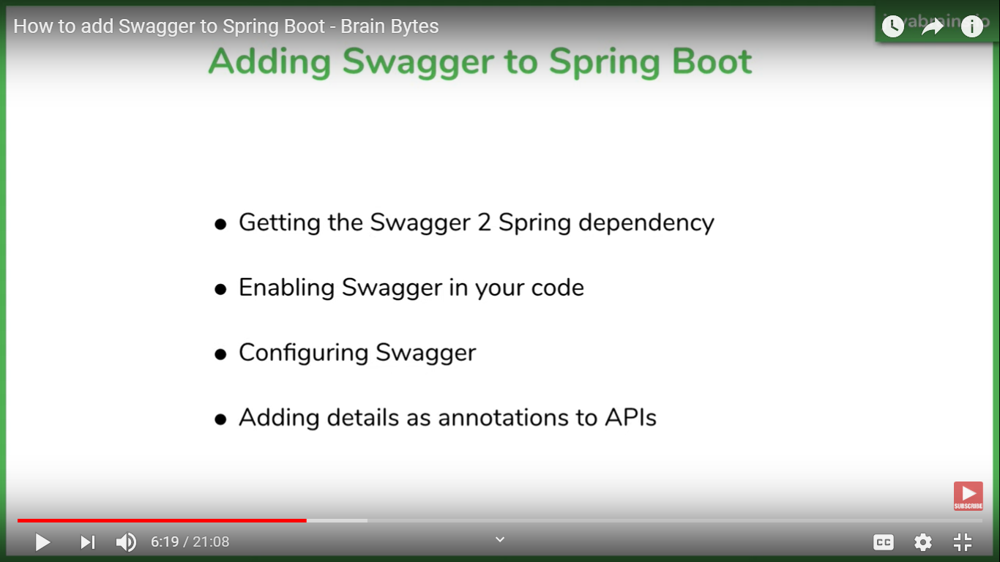 How to add Swagger to Spring Boot - Brain Bytes
Adding Swagger to Spring Boot
● Getting the Swagger 2 Spring dependency
● Enabling Swagger in your code
● Configuring Swagger
● Adding details as annotations to APIs
SUBSCRIBE
6:19 / 21:08
CC